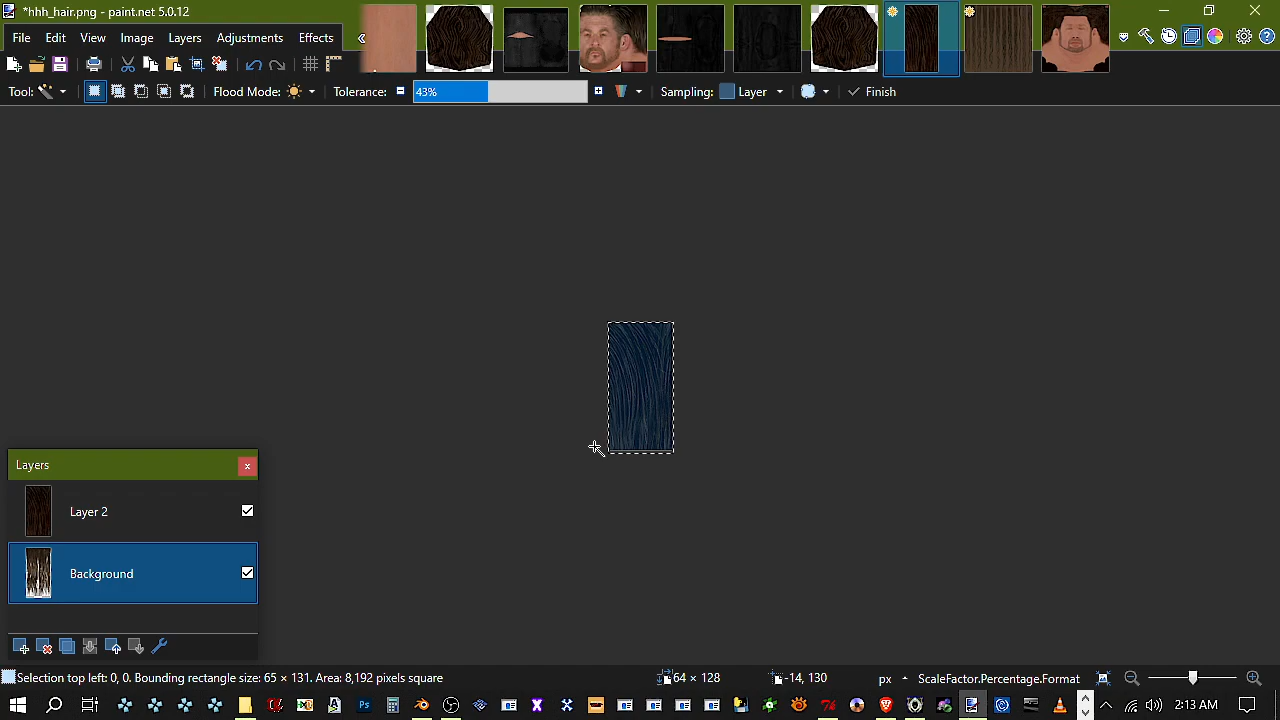 *hhh_hair.png - paint.net 5.0.12
File Edit View Image Layers Adjustments Effects
Tool: Flood Mode: Tolerance: 43% Sampling: Layer Finish
Layers
Layer 2
Background
Selection top left: 0, 0. Bounding rectangle size: 65 × 131. Area: 8,192 pixels square
64 × 128
-14, 130
px
ScaleFactor.Percentage.Format
2:13 AM